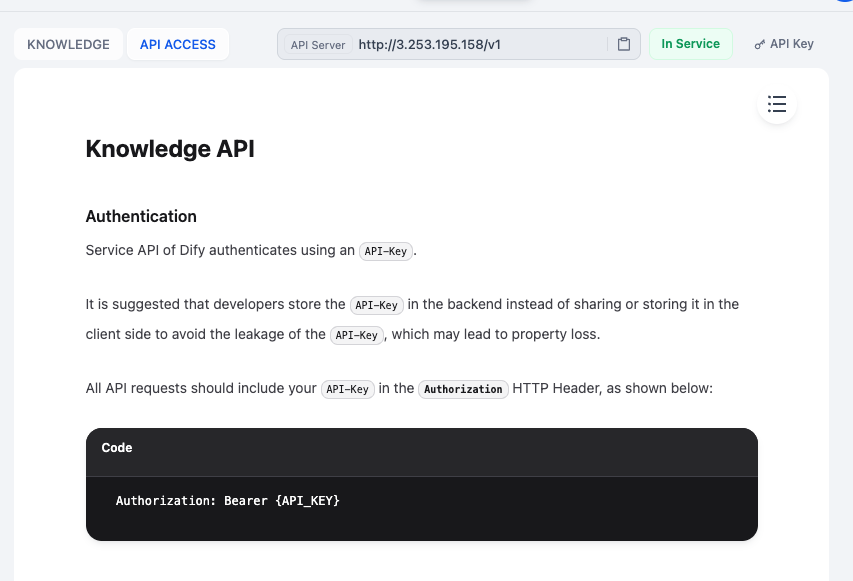 KNOWLEDGE API ACCESS API Server http://3.253.195.158/v1 In Service API Key
Knowledge API
Authentication
Service API of Dify authenticates using an API-Key.
It is suggested that developers store the API-Key in the backend instead of sharing or storing it in the
client side to avoid the leakage of the API-Key, which may lead to property loss.
All API requests should include your API-Key in the Authorization HTTP Header, as shown below:
Code
Authorization: Bearer {API_KEY}